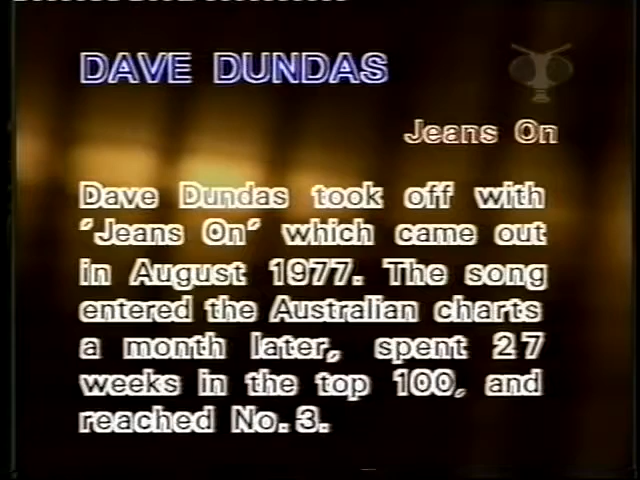 DAVE DUNDAS
Jeans On
Dave Dundas took off with
'Jeans On' which came out
in August 1977. The song
entered the Australian charts
a month later, spent 27
weeks in the top 100, and
reached No. 3.